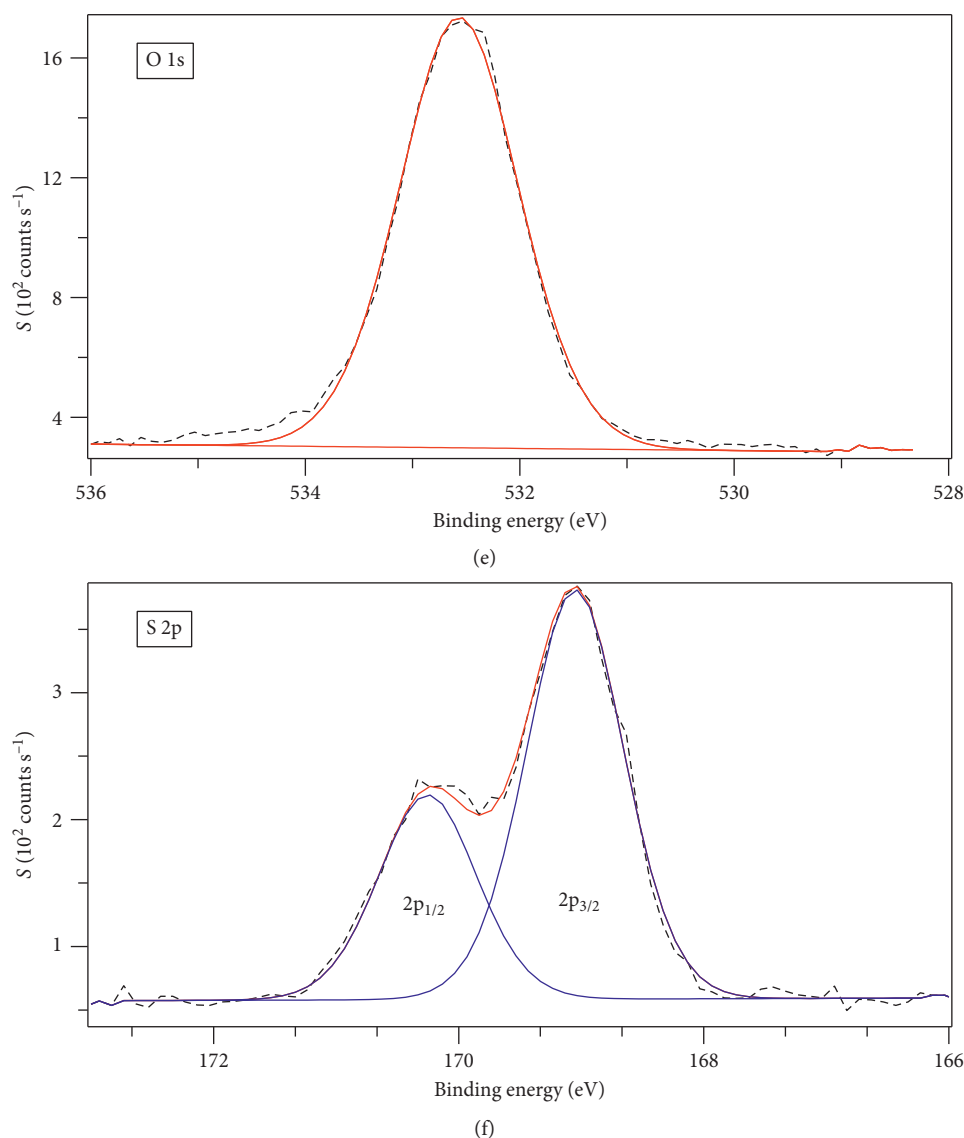 O 1s
S (10² counts s⁻¹)
16
12
8
4
536
534
532
530
528
Binding energy (eV)
(e)
S 2p
S (10² counts s⁻¹)
3
2
1
2p₁/₂
2p₃/₂
172
170
168
166
Binding energy (eV)
(f)